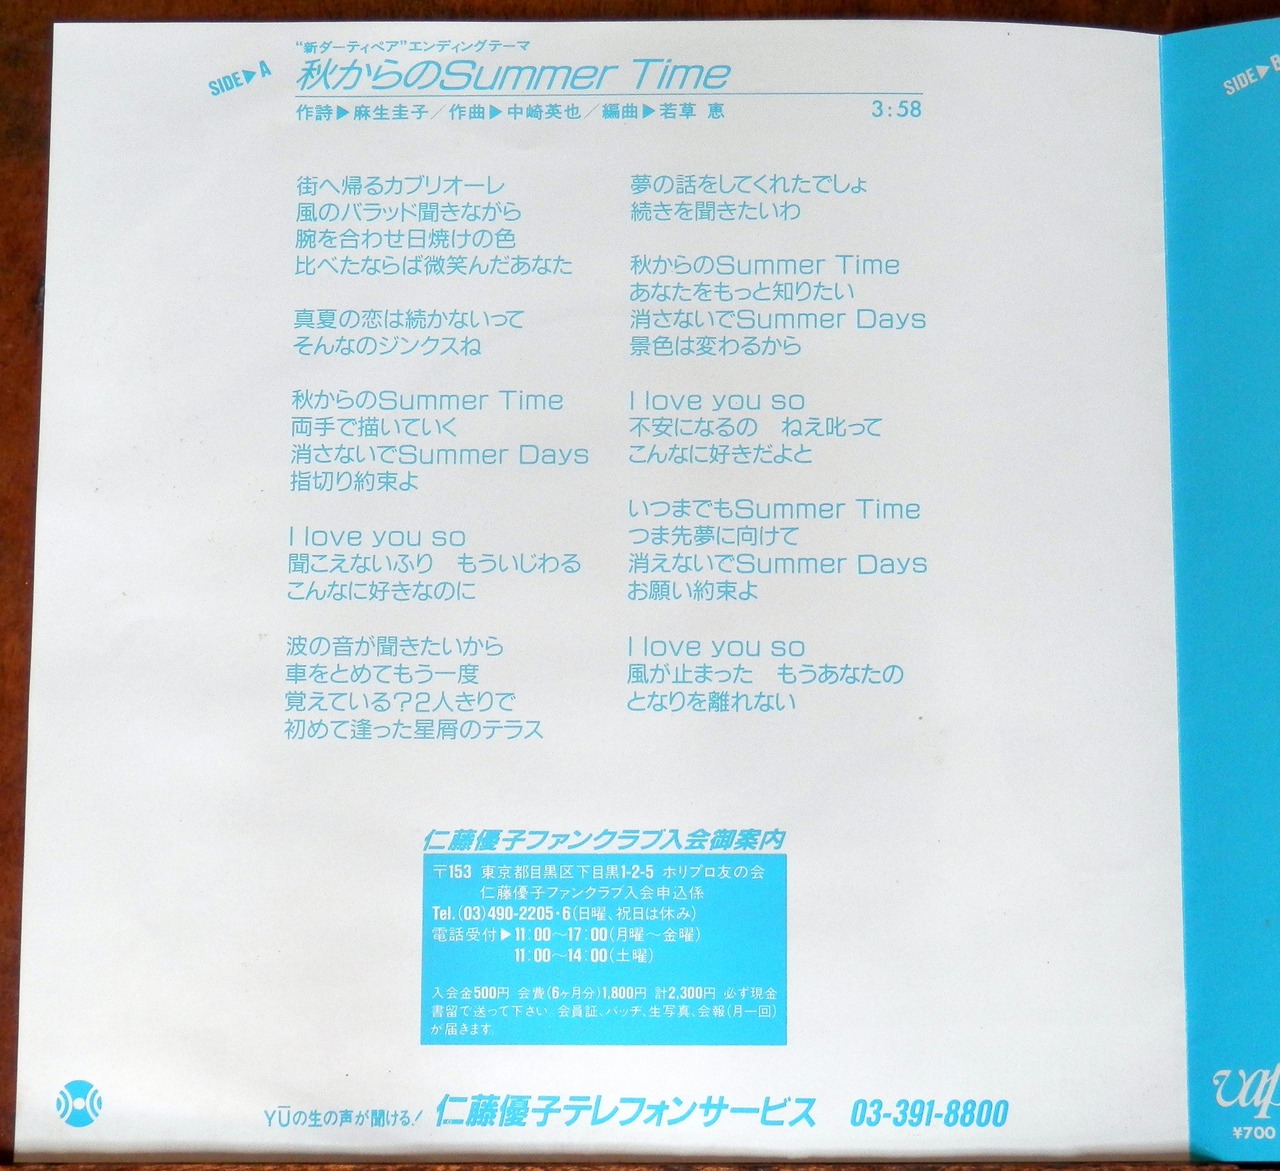 SIDE▶A
“新ダーティペア”エンディングテーマ
秋からのSummer Time
作詩▶麻生圭子／作曲▶中崎英也／編曲▶若草 恵
3:58
街へ帰るカブリオーレ
風のバラッド聞きながら
腕を合わせ日焼けの色
比べたならば微笑んだあなた
真夏の恋は続かないって
そんなのジンクスね
秋からのSummer Time
両手で描いていく
消さないでSummer Days
指切り約束よ
I love you so
聞こえないふり　もういじわる
こんなに好きなのに
波の音が聞きたいから
車をとめてもう一度
覚えている？2人きりで
初めて逢った星屑のテラス
夢の話をしてくれたでしょ
続きを聞きたいわ
秋からのSummer Time
あなたをもっと知りたい
消さないでSummer Days
景色は変わるから
I love you so
不安になるの　ねえ叱って
こんなに好きだよと
いつまでもSummer Time
つま先夢に向けて
消えないでSummer Days
お願い約束よ
I love you so
風が止まった　もうあなたの
となりを離れない
仁藤優子ファンクラブ入会御案内
〒153 東京都目黒区下目黒1-2-5 ホリプロ友の会
仁藤優子ファンクラブ入会申込係
Tel.(03)490-2205・6(日曜、祝日は休み)
電話受付▶11:00〜17:00(月曜〜金曜)
11:00〜14:00(土曜)
入会金500円 会費(6ヶ月分)1,800円 計2,300円 必ず現金
書留で送って下さい。会員証、バッヂ、生写真、会報(月一回)
が届きます。
YŪの生の声が聞ける！ 仁藤優子テレフォンサービス 03-391-8800
SIDE▶B
vap
¥700